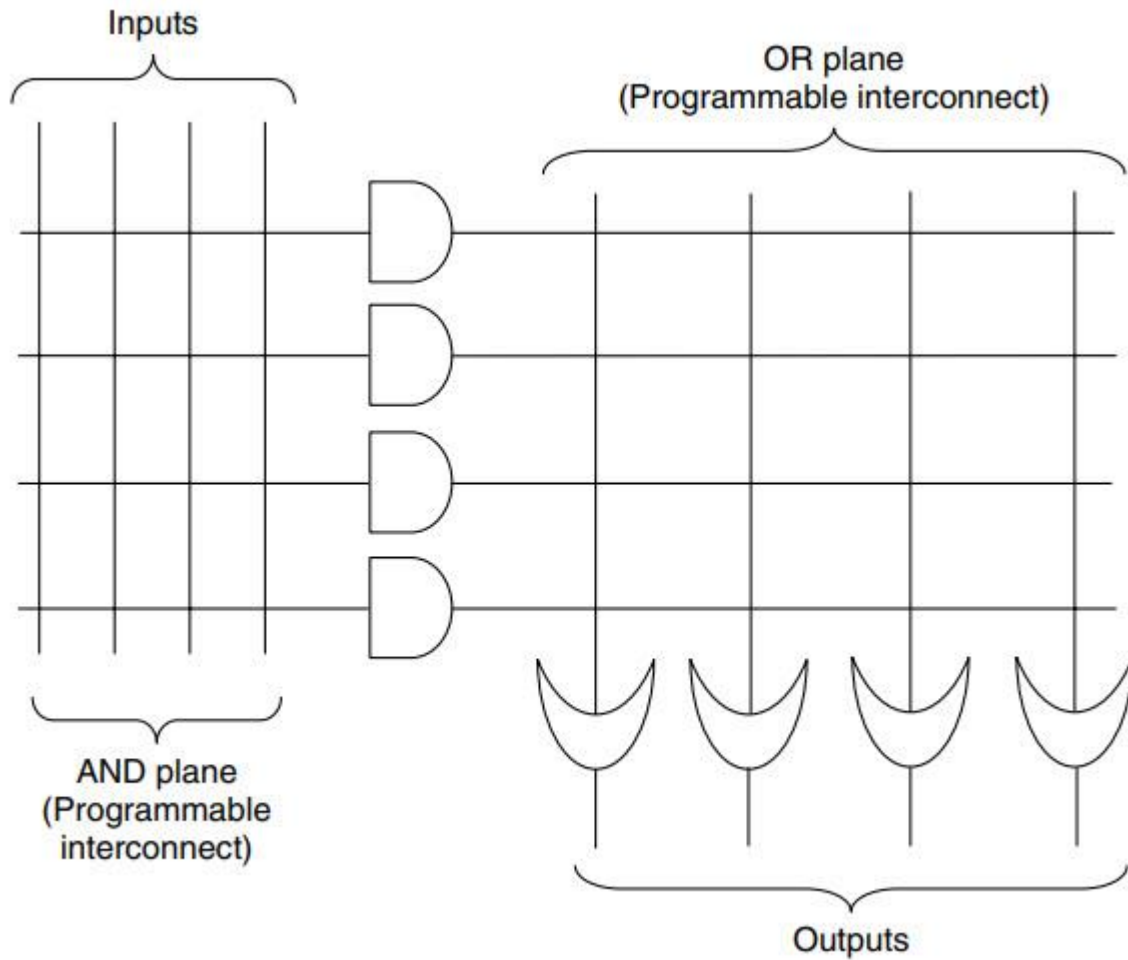 Inputs
OR plane
(Programmable interconnect)
AND plane
(Programmable
interconnect)
Outputs